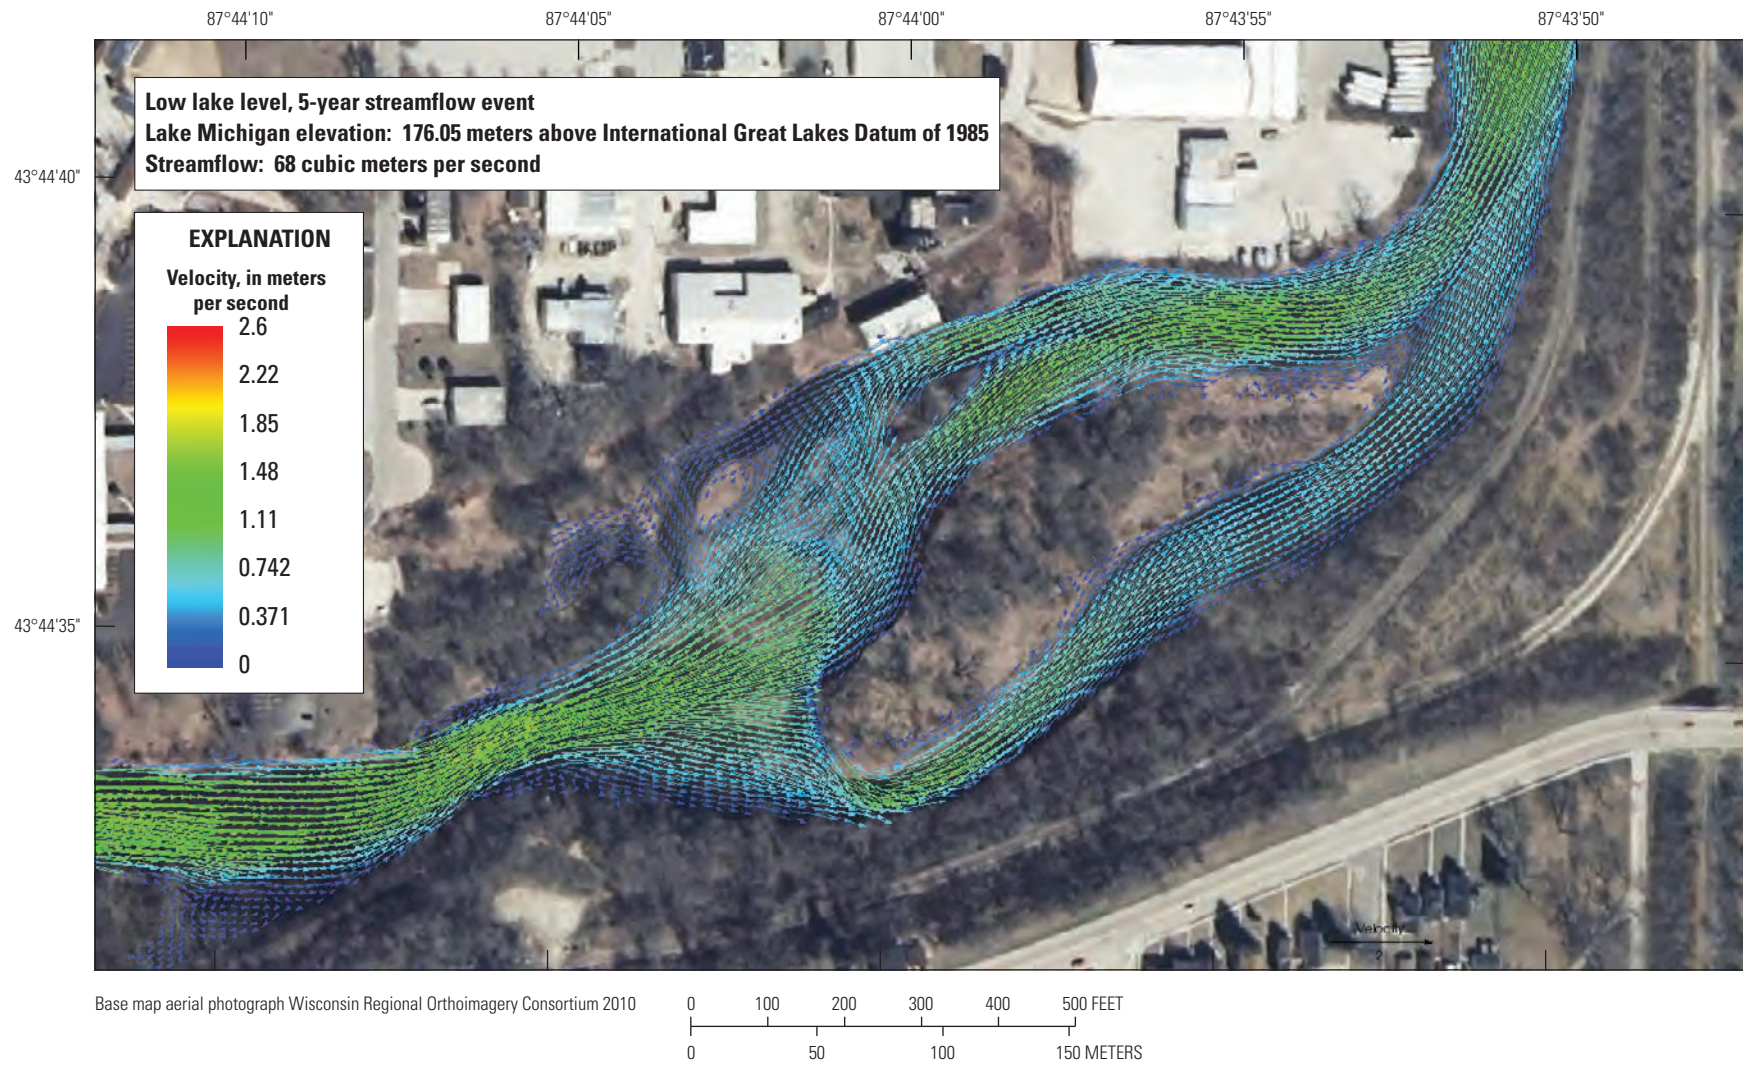 87°44'10"
87°44'05"
87°44'00"
87°43'55"
87°43'50"
Low lake level, 5-year streamflow event
Lake Michigan elevation: 176.05 meters above International Great Lakes Datum of 1985
Streamflow: 68 cubic meters per second
43°44'40"
EXPLANATION
Velocity, in meters
per second
2.6
2.22
1.85
1.48
1.11
0.742
0.371
0
43°44'35"
Velocity
2
Base map aerial photograph Wisconsin Regional Orthoimagery Consortium 2010
0 100 200 300 400 500 FEET
0 50 100 150 METERS